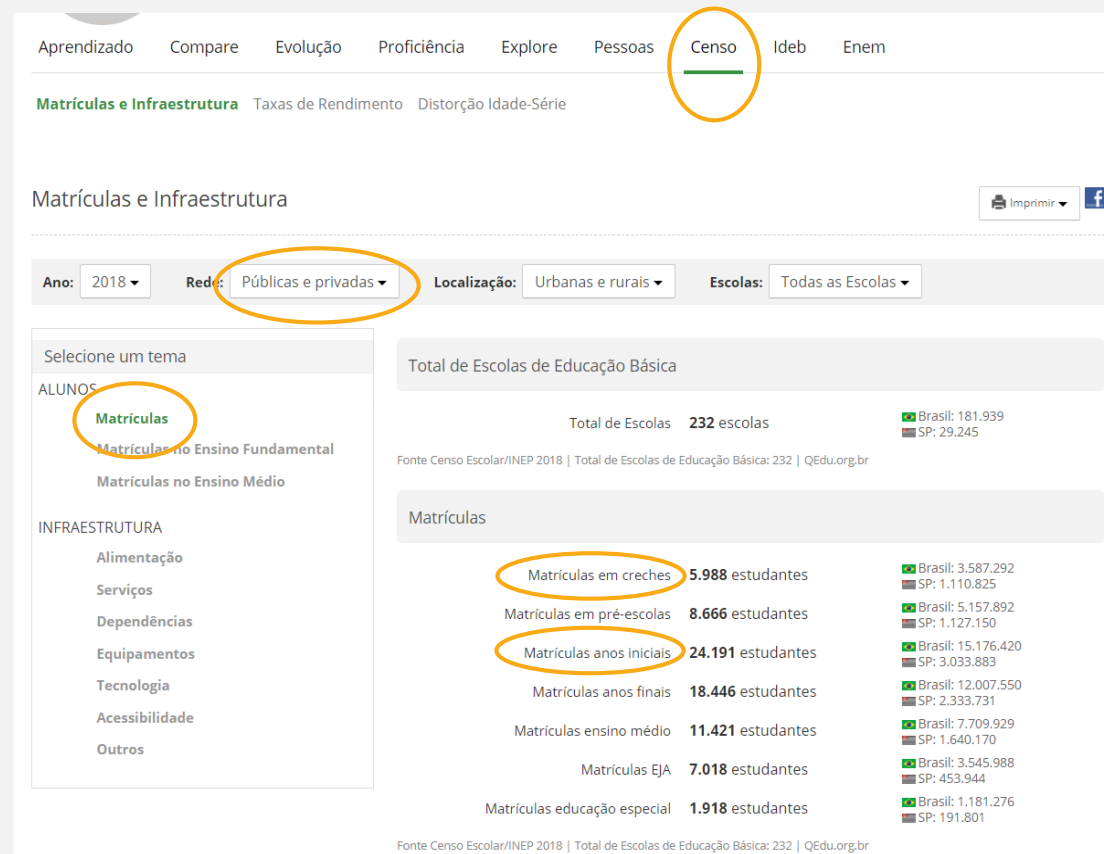 Aprendizado Compare Evolução Proficiência Explore Pessoas Censo Ideb Enem
Matrículas e Infraestrutura Taxas de Rendimento Distorção Idade-Série
Matrículas e Infraestrutura
Imprimir
Ano: 2018 Rede: Públicas e privadas Localização: Urbanas e rurais Escolas: Todas as Escolas
Selecione um tema
ALUNOS
Matrículas
Matrículas no Ensino Fundamental
Matrículas no Ensino Médio
INFRAESTRUTURA
Alimentação
Serviços
Dependências
Equipamentos
Tecnologia
Acessibilidade
Outros
Total de Escolas de Educação Básica
Total de Escolas 232 escolas
Brasil: 181.939
SP: 29.245
Fonte Censo Escolar/INEP 2018 | Total de Escolas de Educação Básica: 232 | QEdu.org.br
Matrículas
Matrículas em creches 5.988 estudantes
Brasil: 3.587.292
SP: 1.110.825
Matrículas em pré-escolas 8.666 estudantes
Brasil: 5.157.892
SP: 1.127.150
Matrículas anos iniciais 24.191 estudantes
Brasil: 15.176.420
SP: 3.033.883
Matrículas anos finais 18.446 estudantes
Brasil: 12.007.550
SP: 2.333.731
Matrículas ensino médio 11.421 estudantes
Brasil: 7.709.929
SP: 1.640.170
Matrículas EJA 7.018 estudantes
Brasil: 3.545.988
SP: 453.944
Matrículas educação especial 1.918 estudantes
Brasil: 1.181.276
SP: 191.801
Fonte Censo Escolar/INEP 2018 | Total de Escolas de Educação Básica: 232 | QEdu.org.br